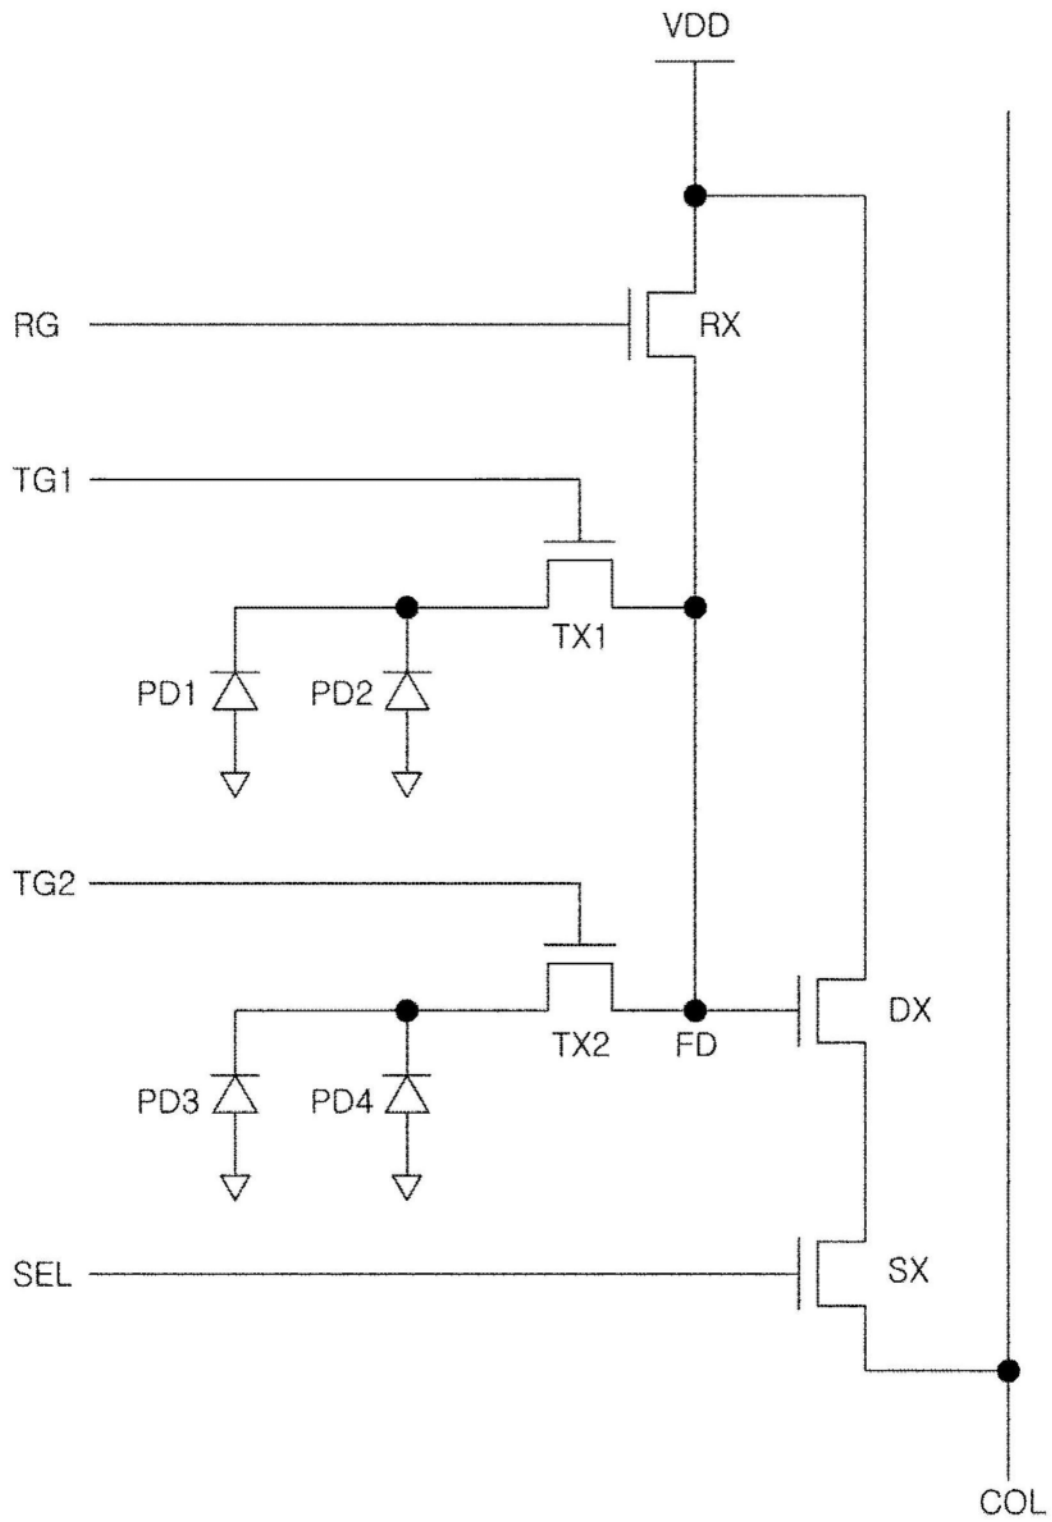 VDD
RG
RX
TG1
TX1
PD1
PD2
TG2
TX2
FD
DX
PD3
PD4
SEL
SX
COL